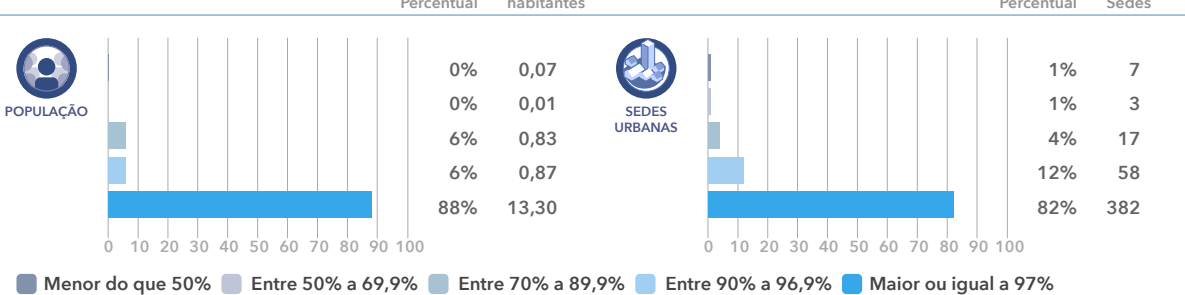 Percentual habitantes Percentual Sedes
0% 0,07 1% 7
0% 0,01 1% 3
POPULAÇÃO SEDES
URBANAS
6% 0,83 4% 17
6% 0,87 12% 58
88% 13,30 82% 382
0 10 20 30 40 50 60 70 80 90 100 0 10 20 30 40 50 60 70 80 90 100
Menor do que 50% Entre 50% a 69,9% Entre 70% a 89,9% Entre 90% a 96,9% Maior ou igual a 97%